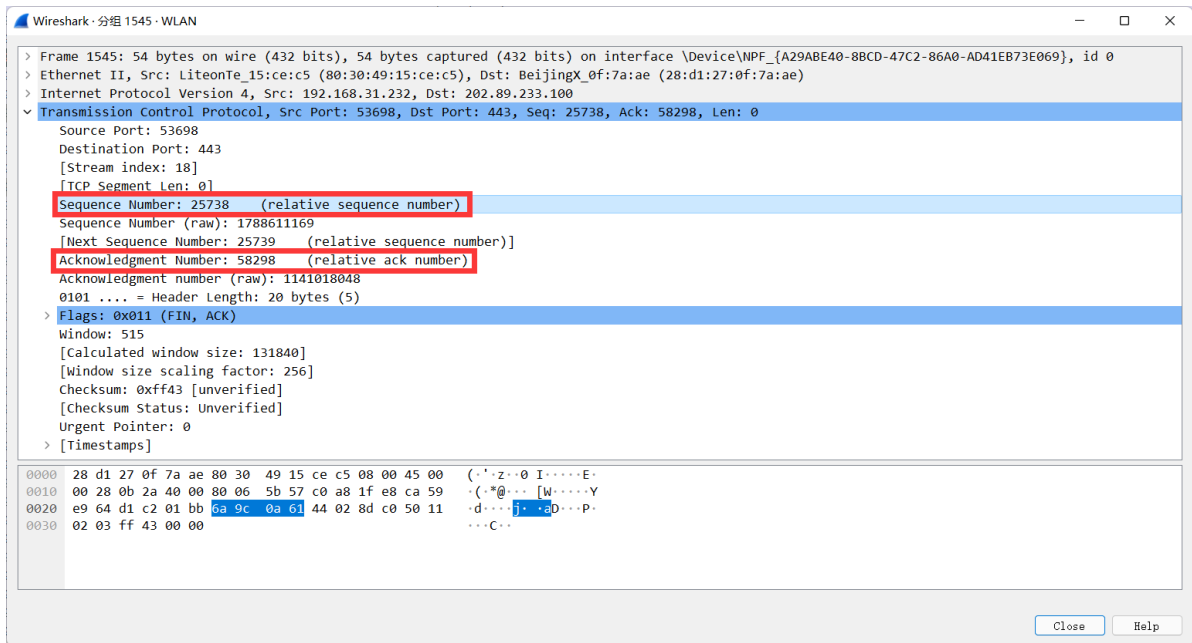 Wireshark · 分组 1545 · WLAN
> Frame 1545: 54 bytes on wire (432 bits), 54 bytes captured (432 bits) on interface \Device\NPF_{A29ABE40-8BCD-47C2-86A0-AD41EB73E069}, id 0
> Ethernet II, Src: LiteonTe_15:ce:c5 (80:30:49:15:ce:c5), Dst: BeijingX_0f:7a:ae (28:d1:27:0f:7a:ae)
> Internet Protocol Version 4, Src: 192.168.31.232, Dst: 202.89.233.100
Transmission Control Protocol, Src Port: 53698, Dst Port: 443, Seq: 25738, Ack: 58298, Len: 0
Source Port: 53698
Destination Port: 443
[Stream index: 18]
[TCP Segment Len: 0]
Sequence Number: 25738    (relative sequence number)
Sequence Number (raw): 1788611169
[Next Sequence Number: 25739    (relative sequence number)]
Acknowledgment Number: 58298    (relative ack number)
Acknowledgment number (raw): 1141018048
0101 .... = Header Length: 20 bytes (5)
> Flags: 0x011 (FIN, ACK)
Window: 515
[Calculated window size: 131840]
[Window size scaling factor: 256]
Checksum: 0xff43 [unverified]
[Checksum Status: Unverified]
Urgent Pointer: 0
> [Timestamps]
0000  28 d1 27 0f 7a ae 80 30  49 15 ce c5 08 00 45 00   (·'·z··0 I·····E·
0010  00 28 0b 2a 40 00 80 06  5b 57 c0 a8 1f e8 ca 59   ·(·*@··· [W·····Y
0020  e9 64 d1 c2 01 bb 6a 9c  0a 61 44 02 8d c0 50 11   ·d····j· ·aD···P·
0030  02 03 ff 43 00 00   ···C··
Close Help